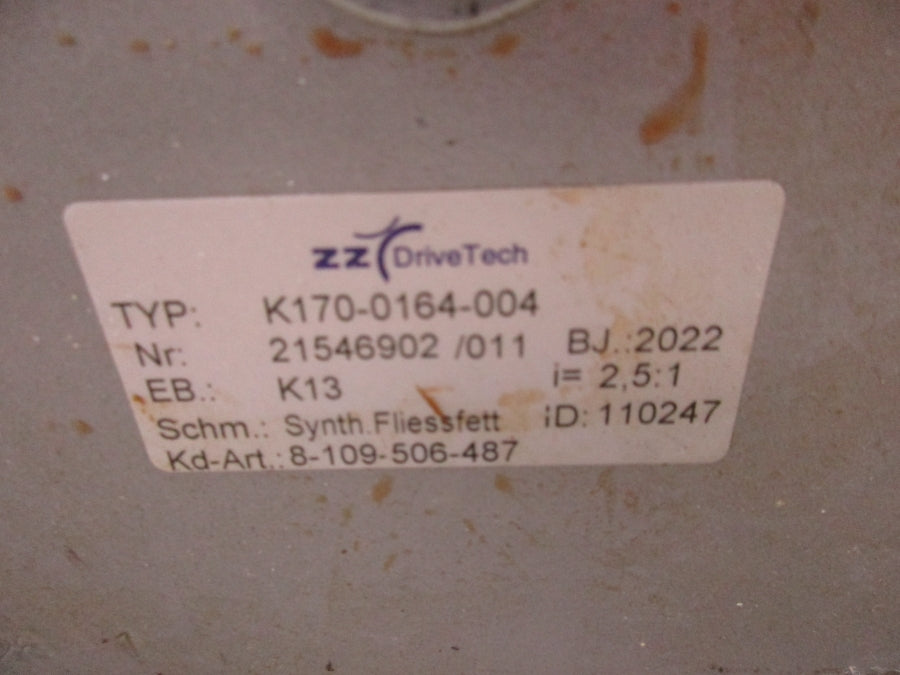 zz DriveTech
TYP: K170-0164-004
Nr: 21546902 /011 BJ.:2022
EB.: K13 i= 2,5:1
Schm.: Synth.Fliessfett iD: 110247
Kd-Art.: 8-109-506-487